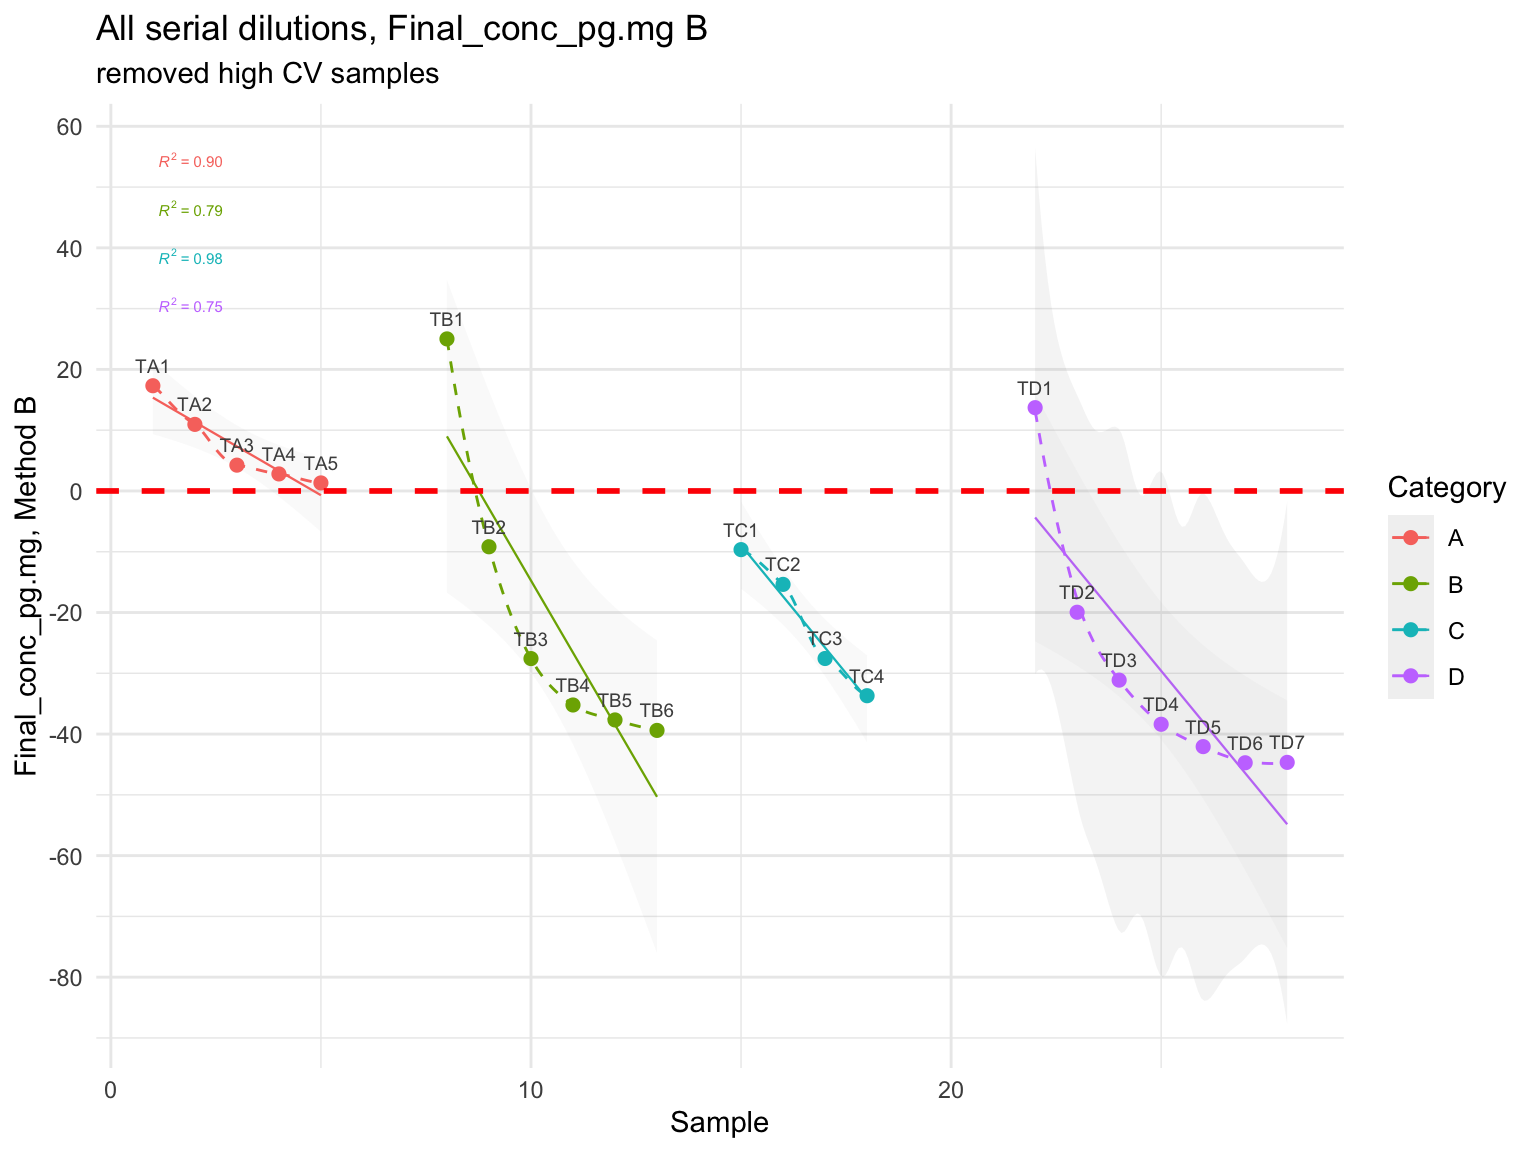 All serial dilutions, Final_conc_pg.mg B
removed high CV samples
Final_conc_pg.mg, Method B
60
40
20
0
-20
-40
-60
-80
R² = 0.90
R² = 0.79
R² = 0.98
R² = 0.75
TA1
TA2
TA3
TA4
TA5
TB1
TB2
TB3
TB4
TB5
TB6
TC1
TC2
TC3
TC4
TD1
TD2
TD3
TD4
TD5
TD6
TD7
0
10
20
Sample
Category
A
B
C
D